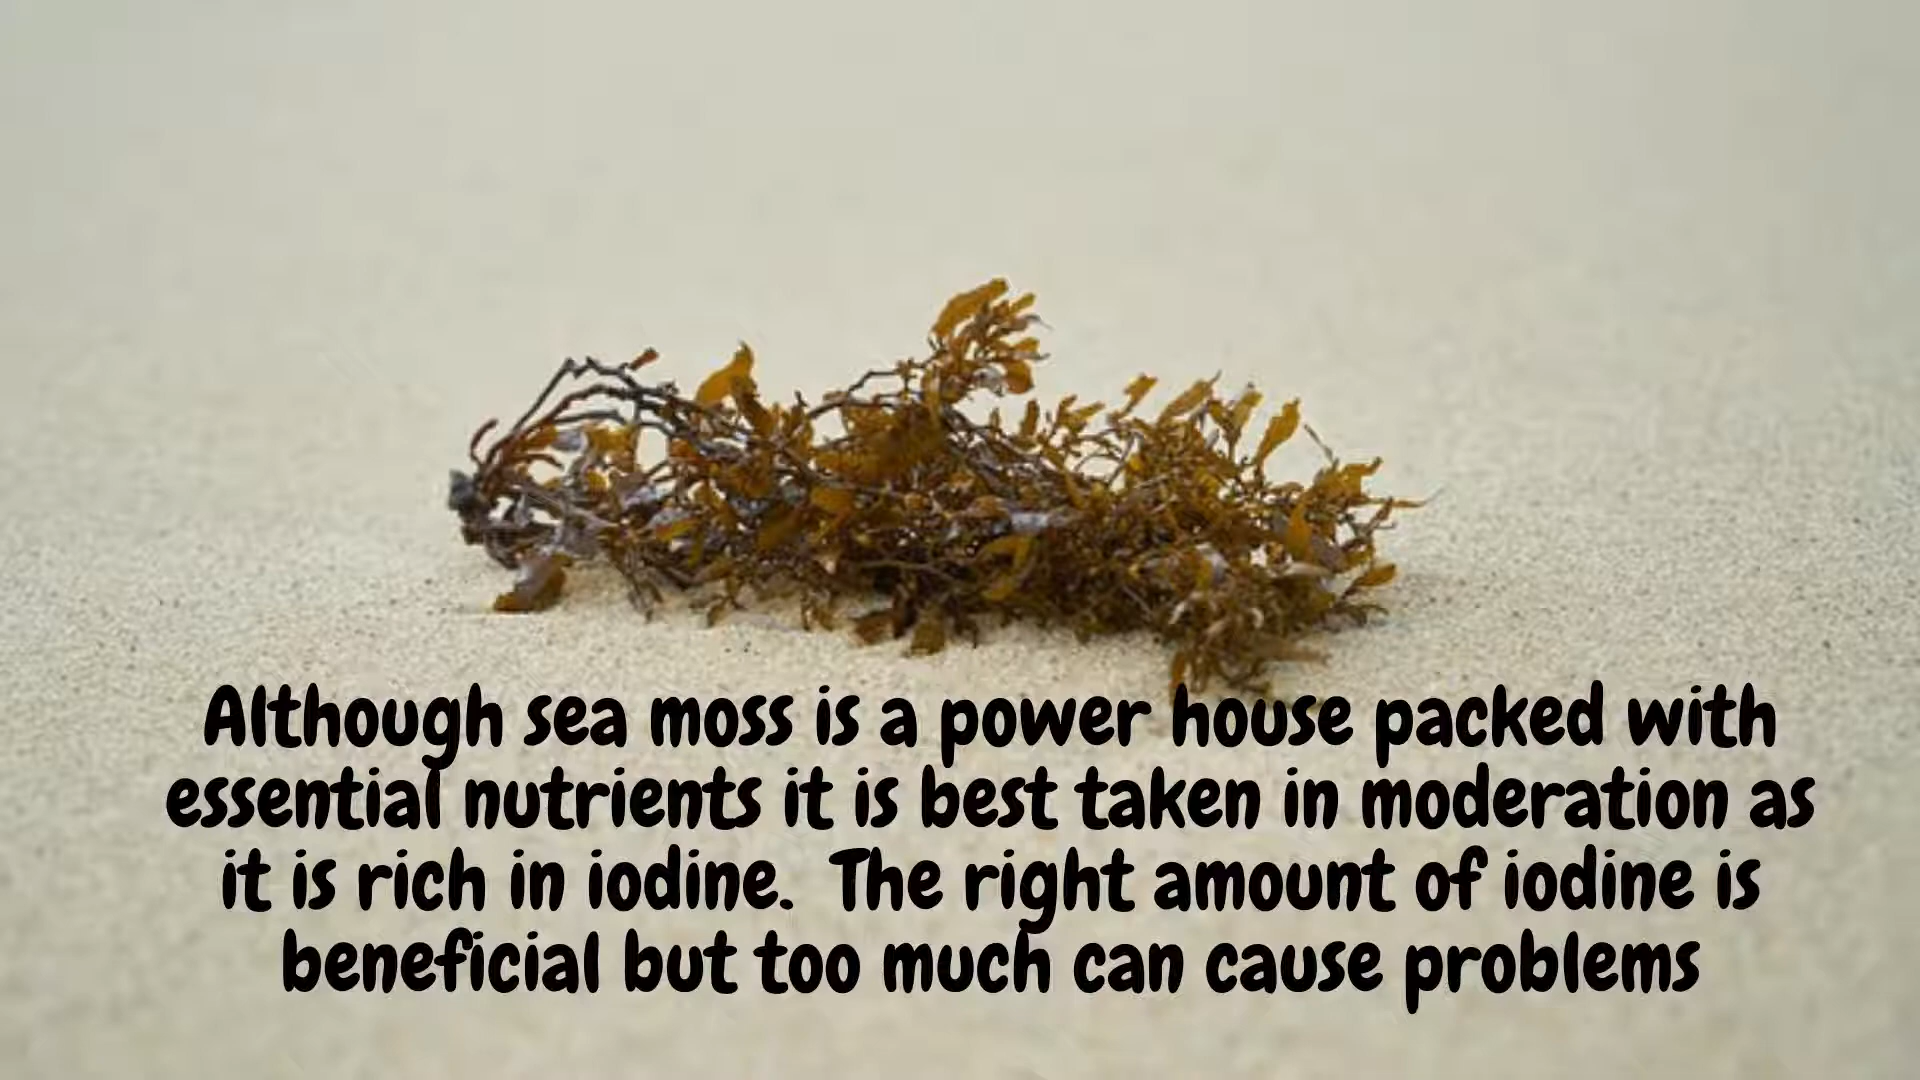 Although sea moss is a power house packed with
essential nutrients it is best taken in moderation as
it is rich in iodine.  The right amount of iodine is
beneficial but too much can cause problems